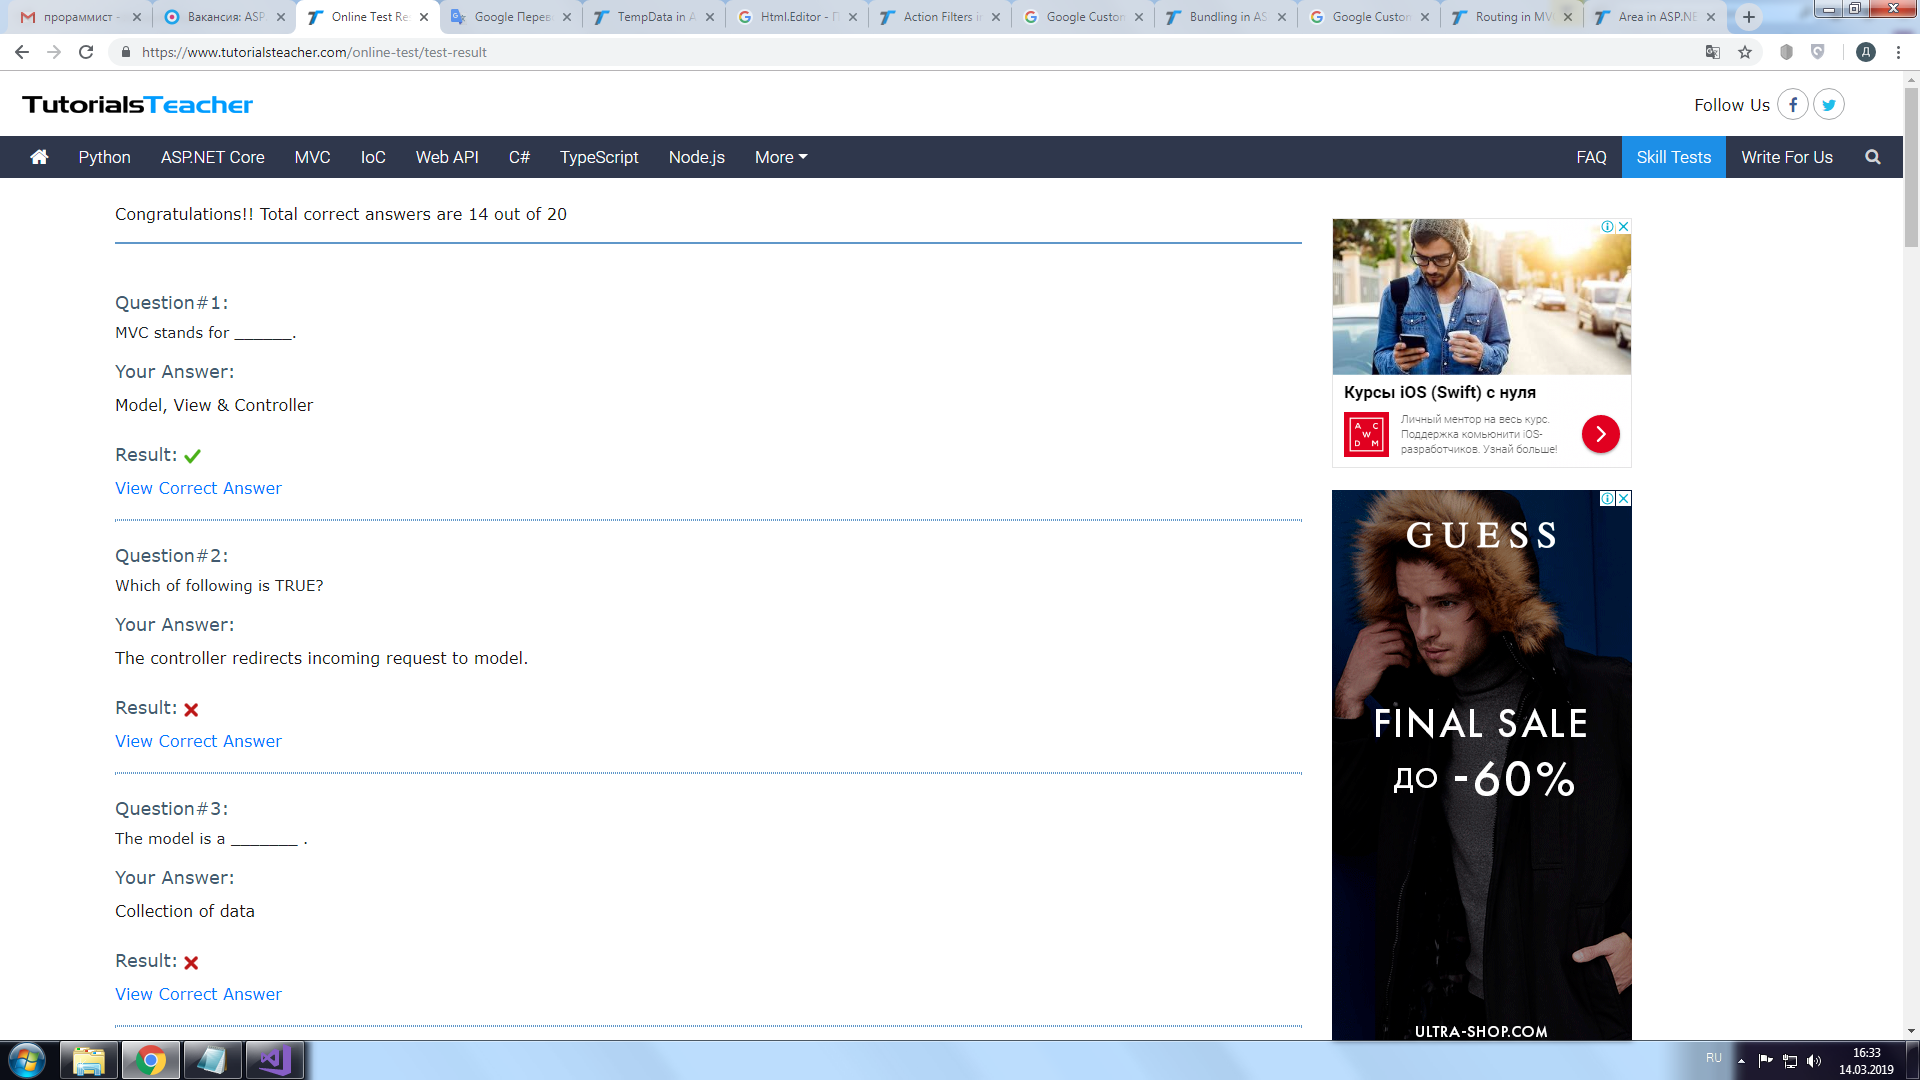 прораммист -
Вакансия: ASP.
Online Test Re
Google Перев
TempData in A
Html.Editor - П
Action Filters in
Google Custom
Bundling in AS
Google Custom
Routing in MV
Area in ASP.NE
https://www.tutorialsteacher.com/online-test/test-result
Д
TutorialsTeacher
Follow Us
Python ASP.NET Core MVC IoC Web API C# TypeScript Node.js More FAQ Skill Tests Write For Us
Congratulations!! Total correct answers are 14 out of 20
Question#1:
MVC stands for ______.
Your Answer:
Model, View & Controller
Result:
View Correct Answer
Question#2:
Which of following is TRUE?
Your Answer:
The controller redirects incoming request to model.
Result:
View Correct Answer
Question#3:
The model is a _______ .
Your Answer:
Collection of data
Result:
View Correct Answer
Курсы iOS (Swift) с нуля
A C
W
D M
Личный ментор на весь курс.
Поддержка комьюнити iOS-
разработчиков. Узнай больше!
GUESS
FINAL SALE
ДО -60%
ULTRA-SHOP.COM
RU
16:33
14.03.2019